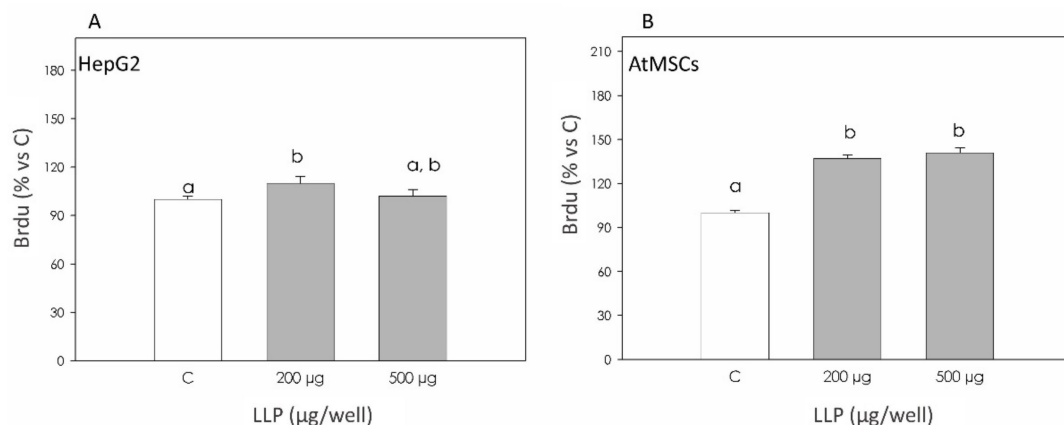 A
HepG2
Brdu (% vs C)
180
150
120
90
60
30
0
a
b
a, b
C
200 µg
500 µg
LLP (µg/well)
B
AtMSCs
Brdu (% vs C)
210
180
150
120
90
60
30
0
a
b
b
C
200 µg
500 µg
LLP (µg/well)